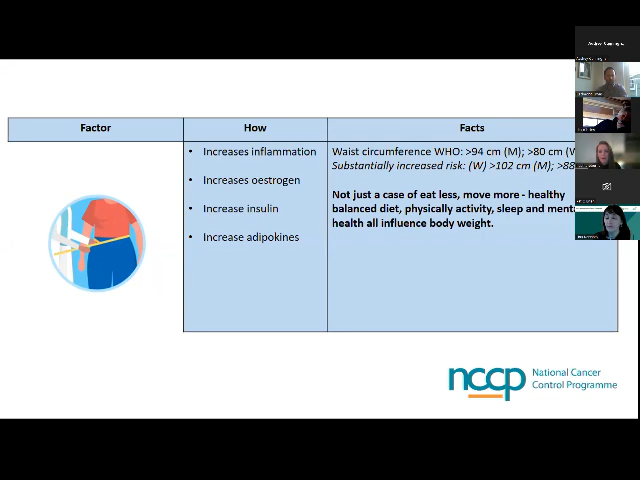 Factor
How
Facts
• Increases inflammation
• Increases oestrogen
• Increase insulin
• Increase adipokines
Waist circumference WHO: >94 cm (M); >80 cm (W
Substantially increased risk: (W) >102 cm (M); >88
Not just a case of eat less, move more - healthy
balanced diet, physically activity, sleep and ment
health all influence body weight.
nccp
National Cancer
Control Programme